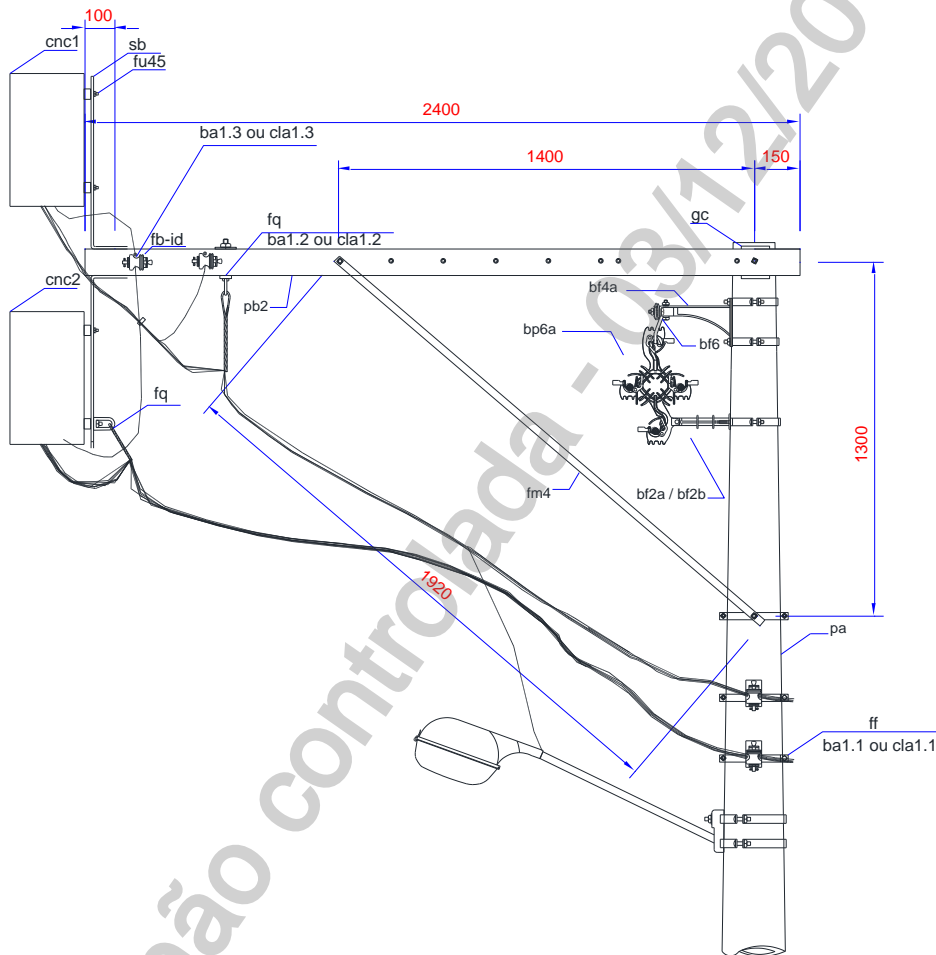 100
cnc1
sb
fu45
2400
ba1.3 ou cla1.3
1400
150
fq
ba1.2 ou cla1.2
gc
fb-id
cnc2
pb2
bf4a
bp6a
bf6
fq
1300
fm4
bf2a / bf2b
1920
pa
ff
ba1.1 ou cla1.1
não controlada - 03/12/20